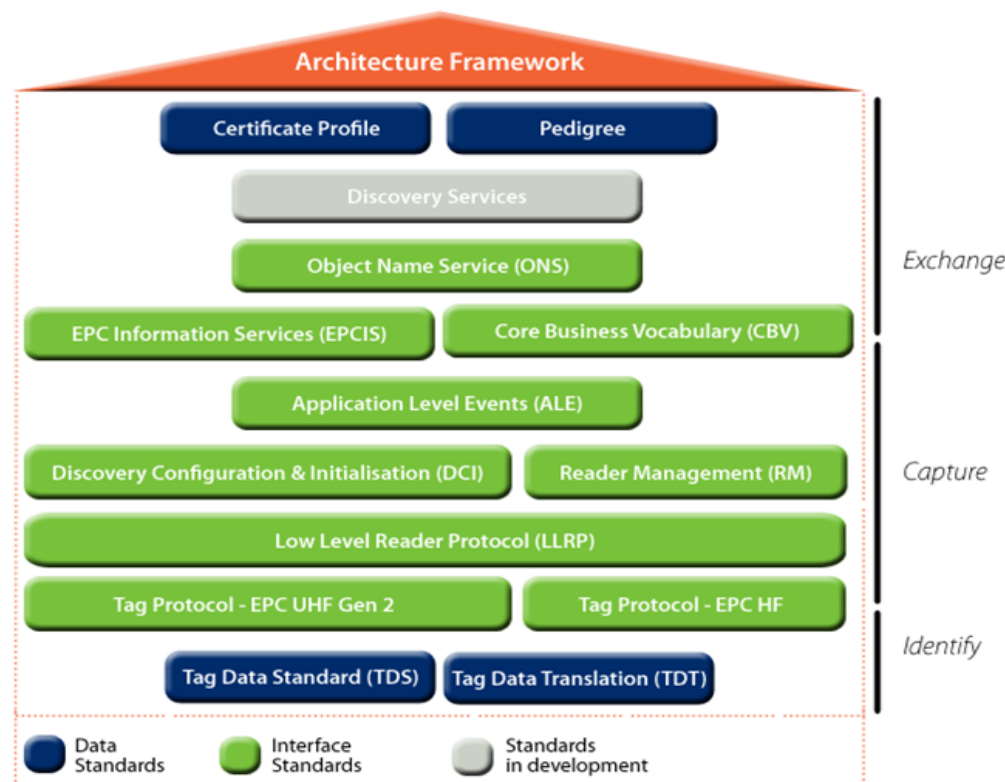 Architecture Framework
Certificate Profile
Pedigree
Discovery Services
Object Name Service (ONS)
Exchange
EPC Information Services (EPCIS)
Core Business Vocabulary (CBV)
Application Level Events (ALE)
Discovery Configuration & Initialisation (DCI)
Reader Management (RM)
Capture
Low Level Reader Protocol (LLRP)
Tag Protocol - EPC UHF Gen 2
Tag Protocol - EPC HF
Identify
Tag Data Standard (TDS)
Tag Data Translation (TDT)
Data
Standards
Interface
Standards
Standards
in development